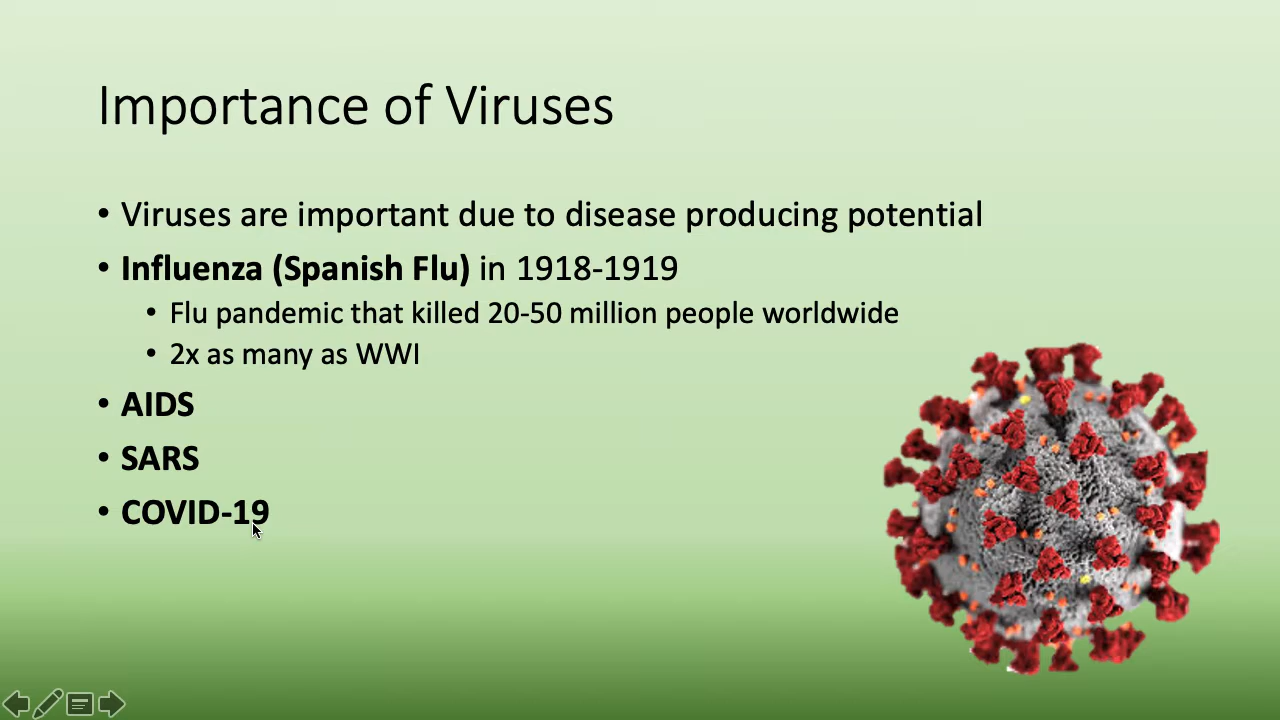 Importance of Viruses
• Viruses are important due to disease producing potential
• Influenza (Spanish Flu) in 1918-1919
• Flu pandemic that killed 20-50 million people worldwide
• 2x as many as WWI
• AIDS
• SARS
• COVID-19